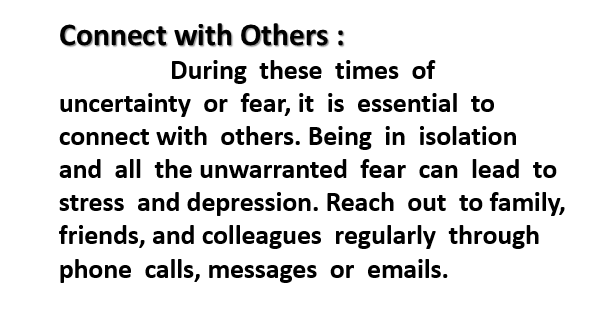 Connect with Others :
During these times of
uncertainty or fear, it is essential to
connect with others. Being in isolation
and all the unwarranted fear can lead to
stress and depression. Reach out to family,
friends, and colleagues regularly through
phone calls, messages or emails.